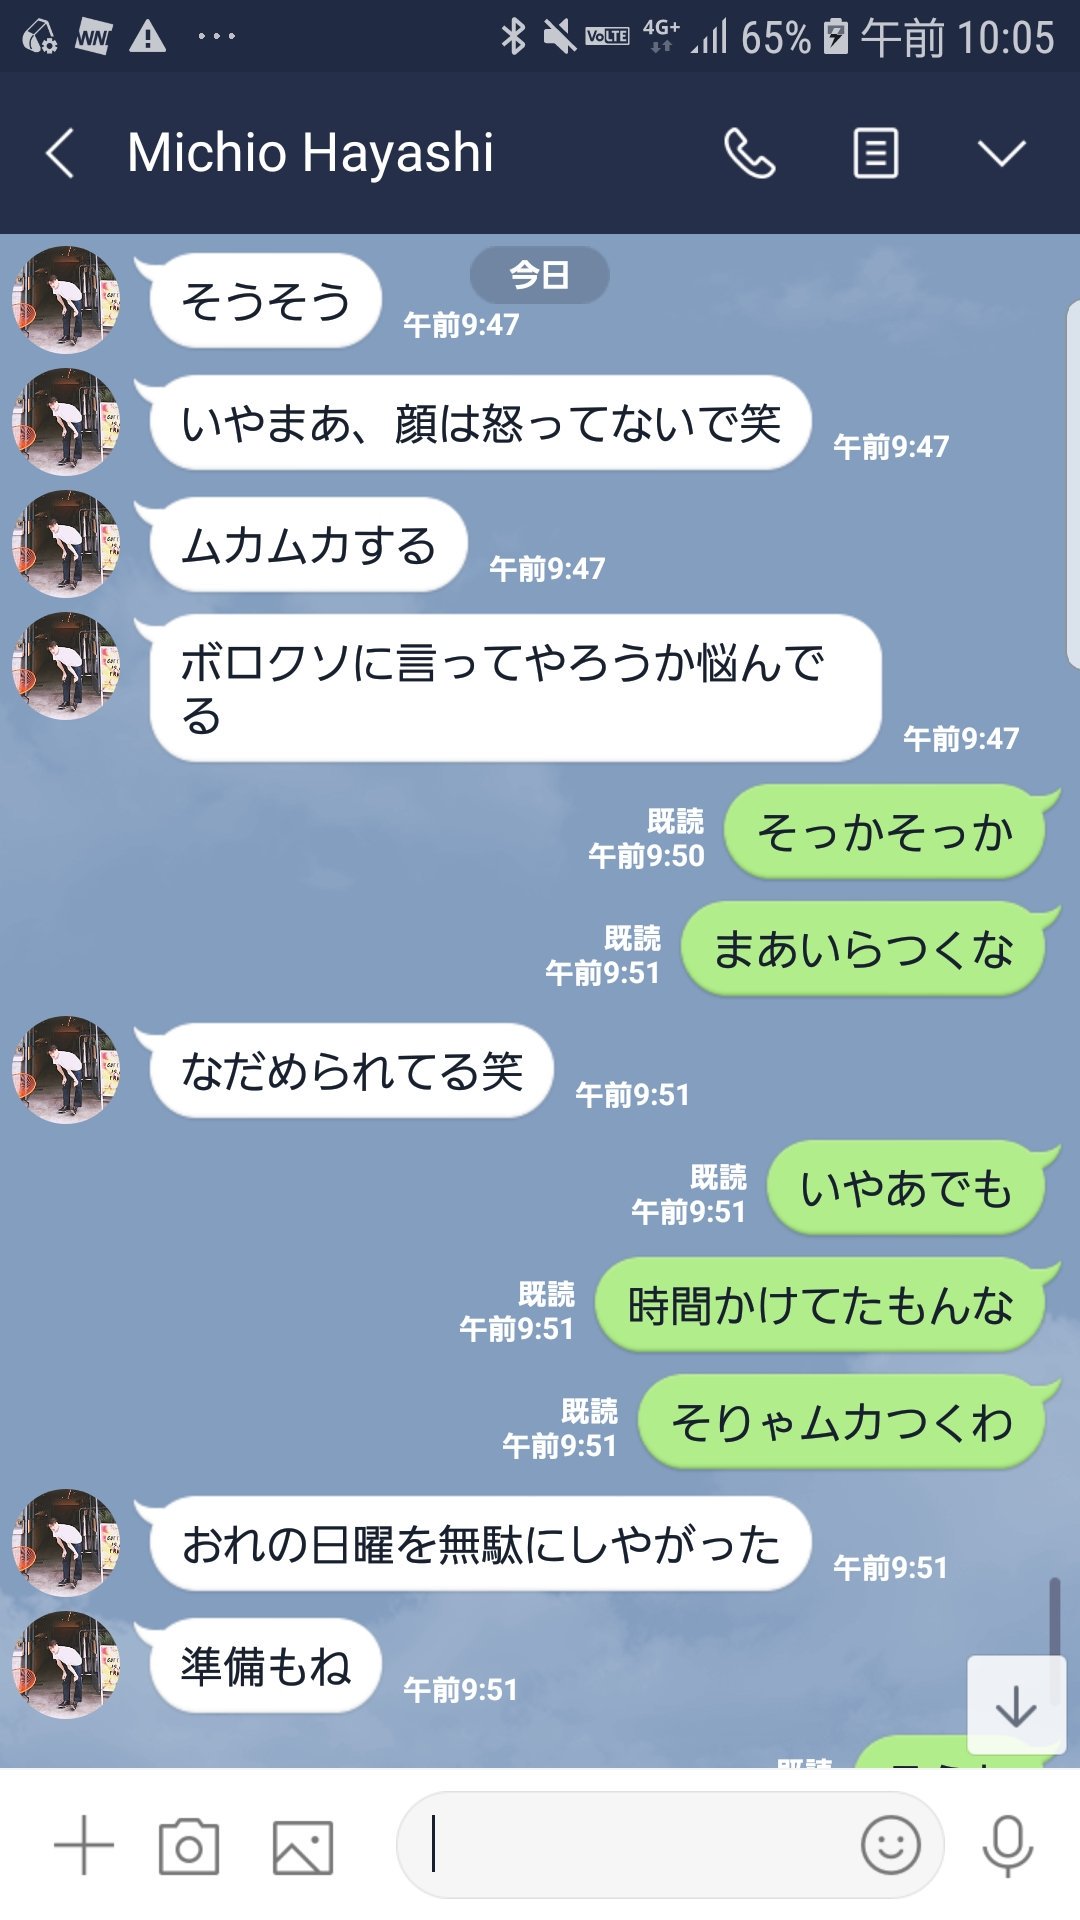 65% 午前 10:05
Michio Hayashi
今日
そうそう
午前9:47
いやまあ、顔は怒ってないで笑
午前9:47
ムカムカする
午前9:47
ボロクソに言ってやろうか悩んで
る
午前9:47
既読
午前9:50
そっかそっか
既読
午前9:51
まあいらつくな
なだめられてる笑
午前9:51
既読
午前9:51
いやあでも
既読
午前9:51
時間かけてたもんな
既読
午前9:51
そりゃムカつくわ
おれの日曜を無駄にしやがった
午前9:51
準備もね
午前9:51
既読